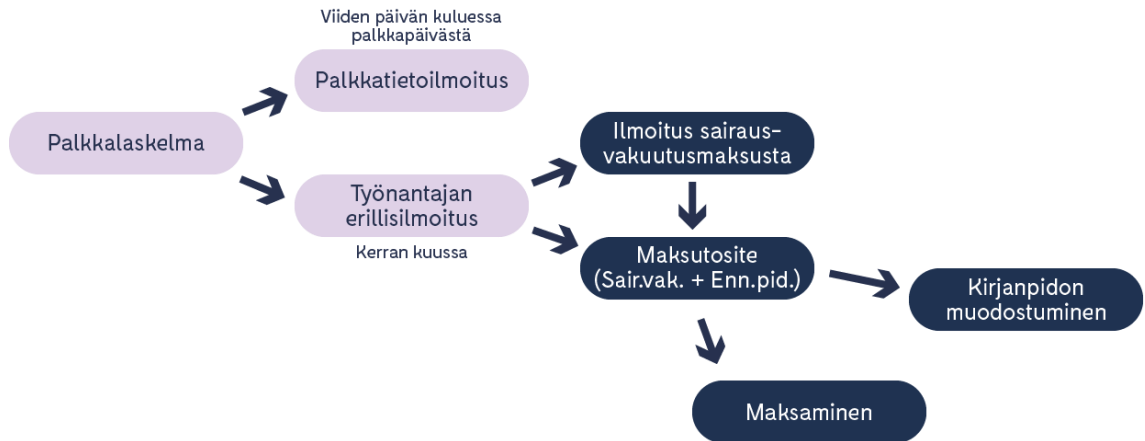 Viiden päivän kuluessa
palkkapäivästä
Palkkatietoilmoitus
Palkkalaskelma
Ilmoitus sairaus-
vakuutusmaksusta
Työnantajan
erillisilmoitus
Kerran kuussa
Maksutosite
(Sair.vak. + Enn.pid.)
Kirjanpidon
muodostuminen
Maksaminen